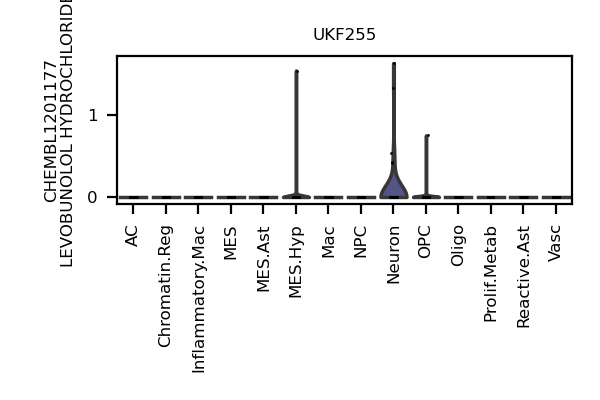 UKF255
CHEMBL1201177
LEVOBUNOLOL HYDROCHLORIDE
1
0
AC
Chromatin.Reg
Inflammatory.Mac
MES
MES.Ast
MES.Hyp
Mac
NPC
Neuron
OPC
Oligo
Prolif.Metab
Reactive.Ast
Vasc